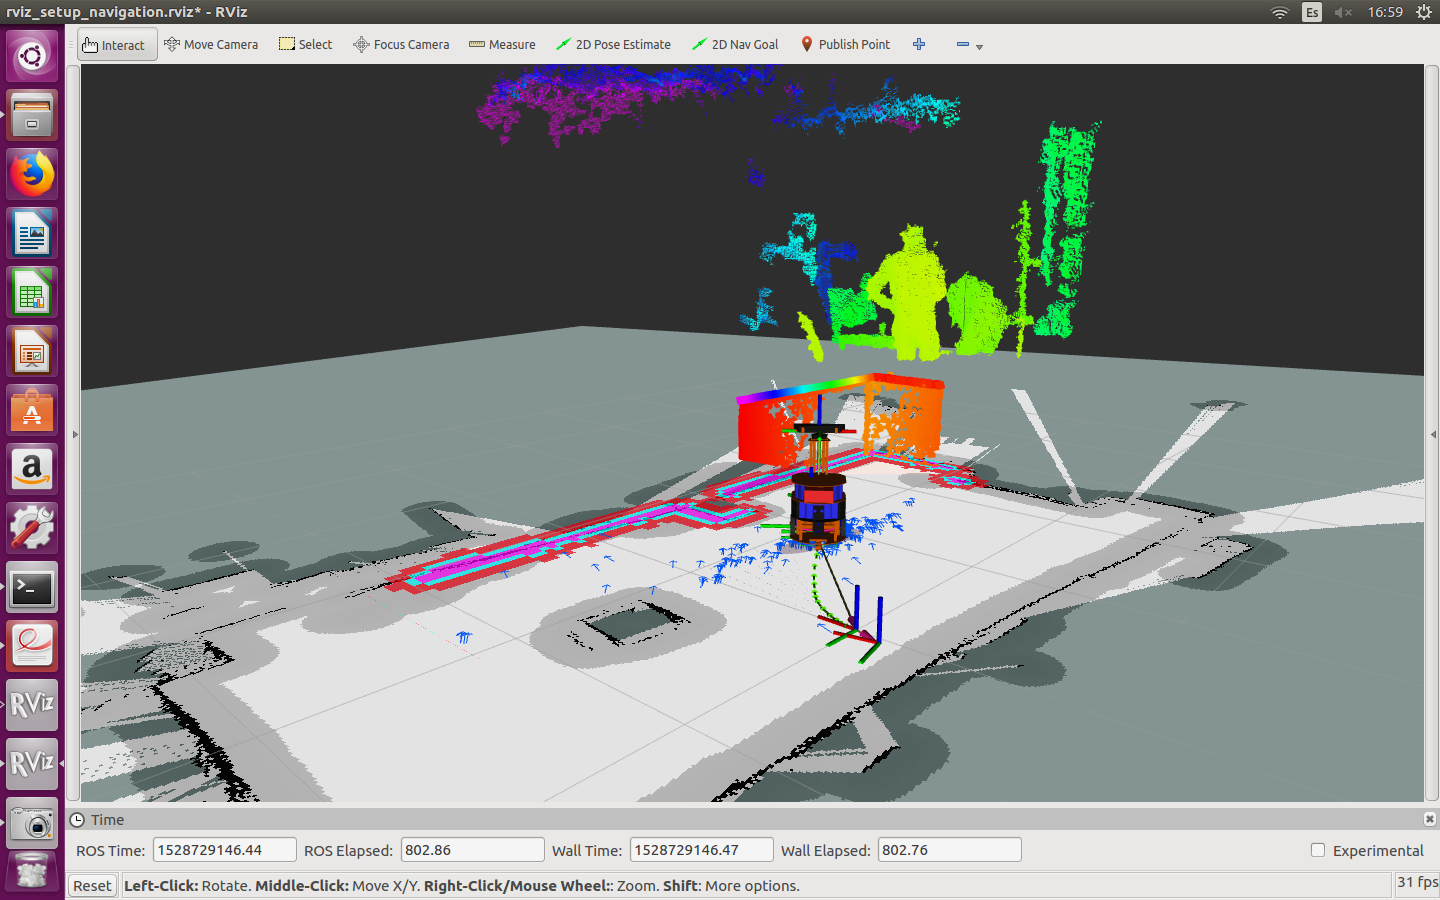 rviz_setup_navigation.rviz* - RViz
Es
16:59
Interact
Move Camera
Select
Focus Camera
Measure
2D Pose Estimate
2D Nav Goal
Publish Point
RViz
RViz
Time
ROS Time: 1528729146.44 ROS Elapsed: 802.86 Wall Time: 1528729146.47 Wall Elapsed: 802.76 Experimental
Reset Left-Click: Rotate. Middle-Click: Move X/Y. Right-Click/Mouse Wheel:: Zoom. Shift: More options. 31 fps